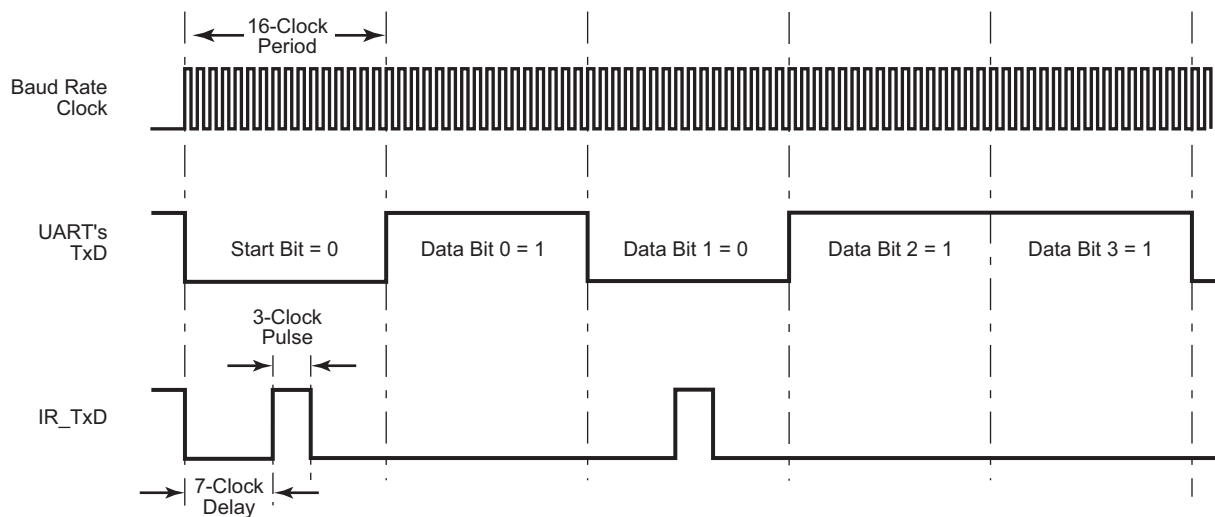 16-Clock
Period
Baud Rate
Clock
UART's
TxD
Start Bit = 0
Data Bit 0 = 1
Data Bit 1 = 0
Data Bit 2 = 1
Data Bit 3 = 1
3-Clock
Pulse
IR_TxD
7-Clock
Delay